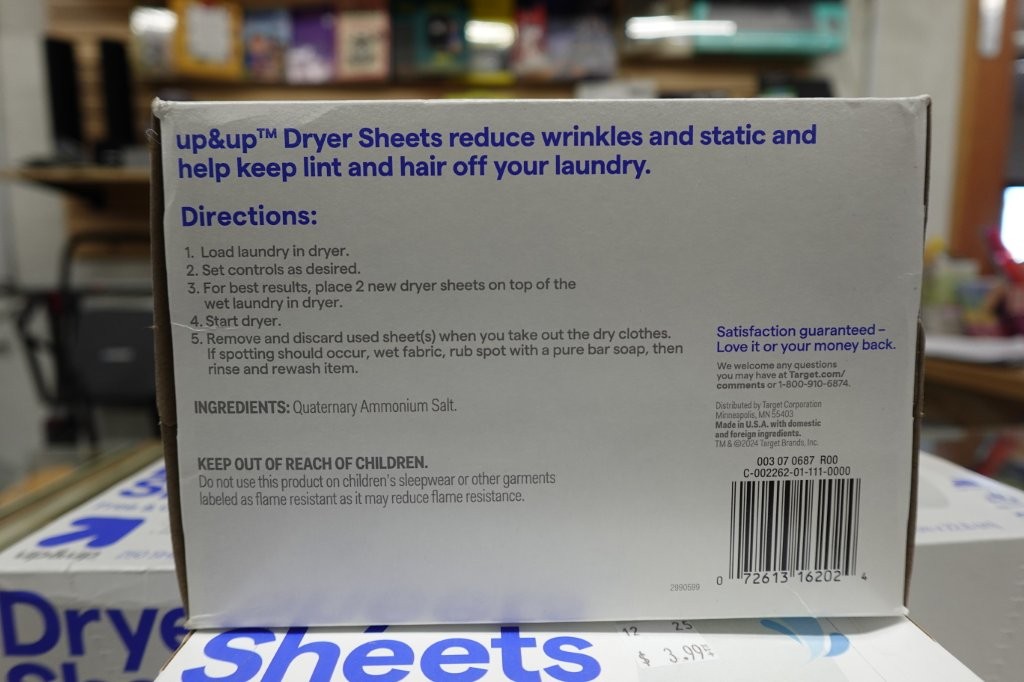 up&up™ Dryer Sheets reduce wrinkles and static and
help keep lint and hair off your laundry.
Directions:
1. Load laundry in dryer.
2. Set controls as desired.
3. For best results, place 2 new dryer sheets on top of the
wet laundry in dryer.
4. Start dryer.
5. Remove and discard used sheet(s) when you take out the dry clothes.
If spotting should occur, wet fabric, rub spot with a pure bar soap, then
rinse and rewash item.
INGREDIENTS: Quaternary Ammonium Salt.
KEEP OUT OF REACH OF CHILDREN.
Do not use this product on children's sleepwear or other garments
labeled as flame resistant as it may reduce flame resistance.
Satisfaction guaranteed –
Love it or your money back.
We welcome any questions
you may have at Target.com/
comments or 1-800-910-6874.
Distributed by Target Corporation
Minneapolis, MN 55403
Made in U.S.A. with domestic
and foreign ingredients.
TM & ©2024 Target Brands, Inc.
003 07 0687 R00
C-002262-01-111-0000
0 72613 16202 4
2990599
up&up
Drye
Sheets
12 25
$ 3.99